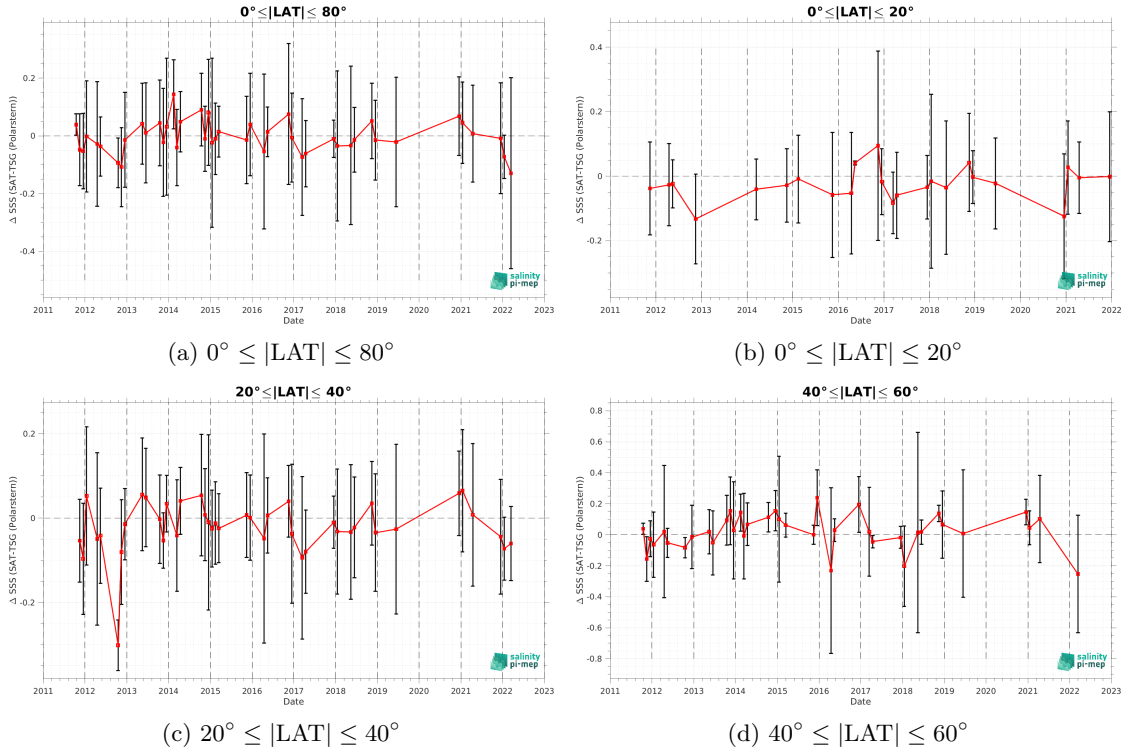 0°≤|LAT|≤ 80°
Δ SSS (SAT-TSG (Polarstern))
0.2
0
-0.2
-0.4
2011 2012 2013 2014 2015 2016 2017 2018 2019 2020 2021 2022 2023
Date
salinity
pi-mep
(a) 0° ≤ |LAT| ≤ 80°
0°≤|LAT|≤ 20°
Δ SSS (SAT-TSG (Polarstern))
0.4
0.2
0
-0.2
2011 2012 2013 2014 2015 2016 2017 2018 2019 2020 2021 2022
Date
salinity
pi-mep
(b) 0° ≤ |LAT| ≤ 20°
20°≤|LAT|≤ 40°
Δ SSS (SAT-TSG (Polarstern))
0.2
0
-0.2
2011 2012 2013 2014 2015 2016 2017 2018 2019 2020 2021 2022 2023
Date
salinity
pi-mep
(c) 20° ≤ |LAT| ≤ 40°
40°≤|LAT|≤ 60°
Δ SSS (SAT-TSG (Polarstern))
0.8
0.6
0.4
0.2
0
-0.2
-0.4
-0.6
-0.8
2011 2012 2013 2014 2015 2016 2017 2018 2019 2020 2021 2022 2023
Date
salinity
pi-mep
(d) 40° ≤ |LAT| ≤ 60°